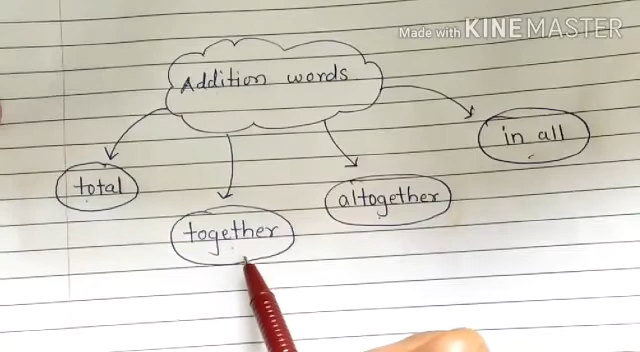 Made with KINEMASTER
Addition words
total
together
altogether
in all